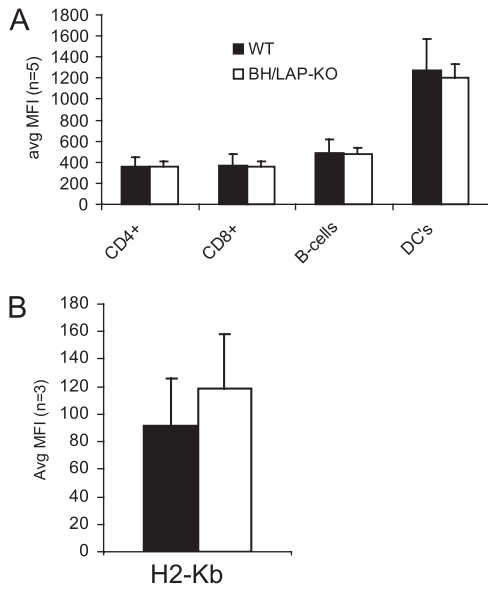 A
avg MFI (n=5)
1800
1600
1400
1200
1000
800
600
400
200
0
WT
BH/LAP-KO
CD4+
CD8+
B-cells
DC's
B
Avg MFI (n=3)
180
160
140
120
100
80
60
40
20
0
H2-Kb